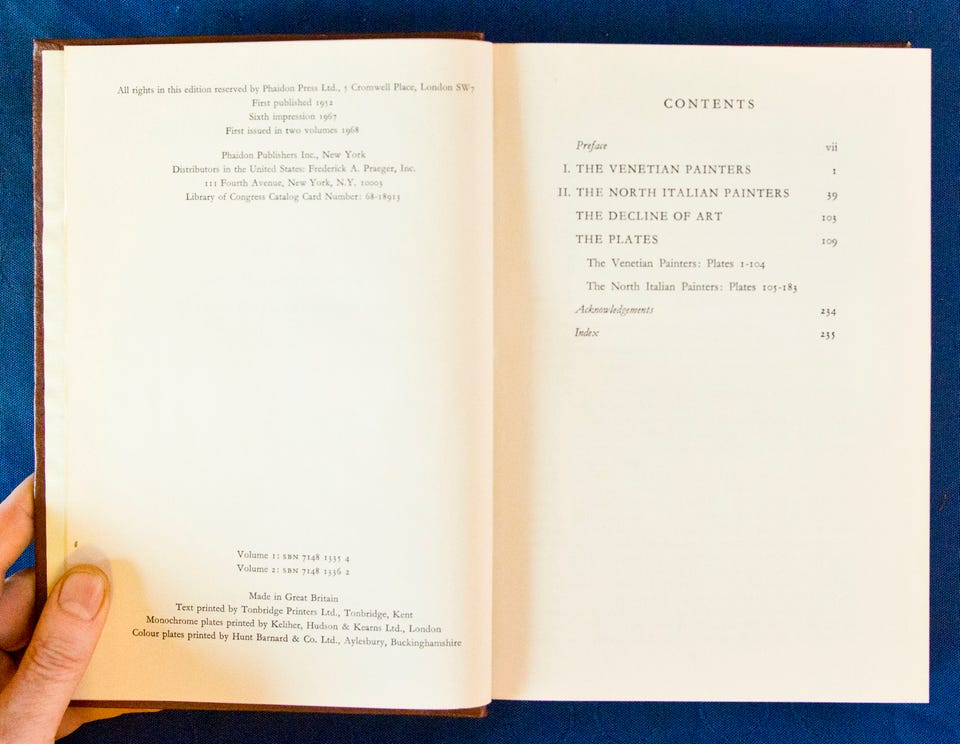 All rights in this edition reserved by Phaidon Press Ltd., 5 Cromwell Place, London SW7
First published 1952
Sixth impression 1967
First issued in two volumes 1968
Phaidon Publishers Inc., New York
Distributors in the United States: Frederick A. Praeger, Inc.
111 Fourth Avenue, New York, N.Y. 10003
Library of Congress Catalog Card Number: 68-18913
Volume 1: SBN 7148 1335 4
Volume 2: SBN 7148 1336 2
Made in Great Britain
Text printed by Tonbridge Printers Ltd., Tonbridge, Kent
Monochrome plates printed by Keliher, Hudson & Kearns Ltd., London
Colour plates printed by Hunt Barnard & Co. Ltd., Aylesbury, Buckinghamshire
CONTENTS
Preface vii
I. THE VENETIAN PAINTERS 1
II. THE NORTH ITALIAN PAINTERS 39
THE DECLINE OF ART 103
THE PLATES 109
The Venetian Painters: Plates 1-104
The North Italian Painters: Plates 105-183
Acknowledgements 234
Index 235